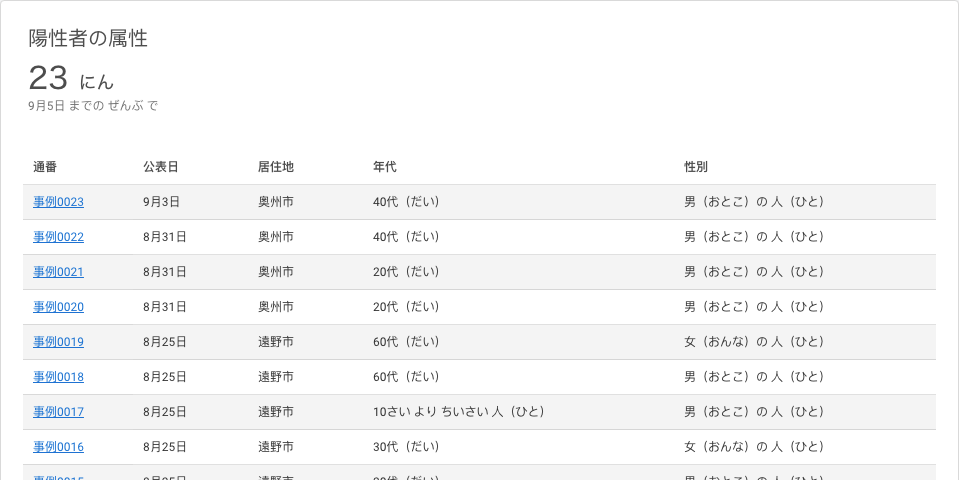 陽性者の属性
23 にん
9月5日 までの ぜんぶ で
通番 公表日 居住地 年代 性別
事例0023 9月3日 奥州市 40代（だい） 男（おとこ）の 人（ひと）
事例0022 8月31日 奥州市 40代（だい） 男（おとこ）の 人（ひと）
事例0021 8月31日 奥州市 20代（だい） 男（おとこ）の 人（ひと）
事例0020 8月31日 奥州市 20代（だい） 男（おとこ）の 人（ひと）
事例0019 8月25日 遠野市 60代（だい） 女（おんな）の 人（ひと）
事例0018 8月25日 遠野市 60代（だい） 男（おとこ）の 人（ひと）
事例0017 8月25日 遠野市 10さい より ちいさい 人（ひと） 男（おとこ）の 人（ひと）
事例0016 8月25日 遠野市 30代（だい） 女（おんな）の 人（ひと）